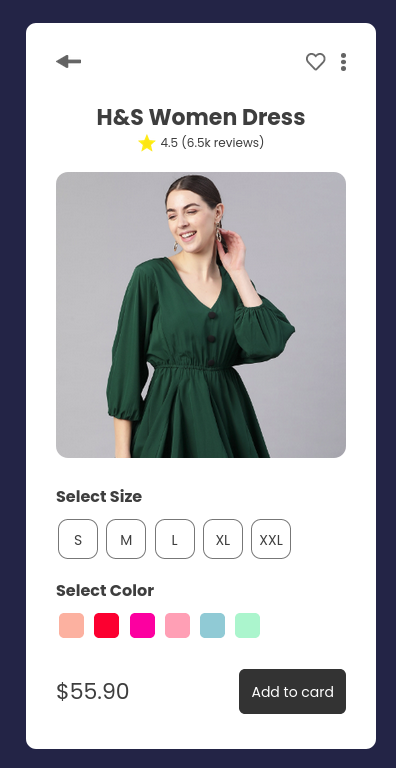 H&S Women Dress
4.5 (6.5k reviews)
Select Size
S M L XL XXL
Select Color
$55.90 Add to card